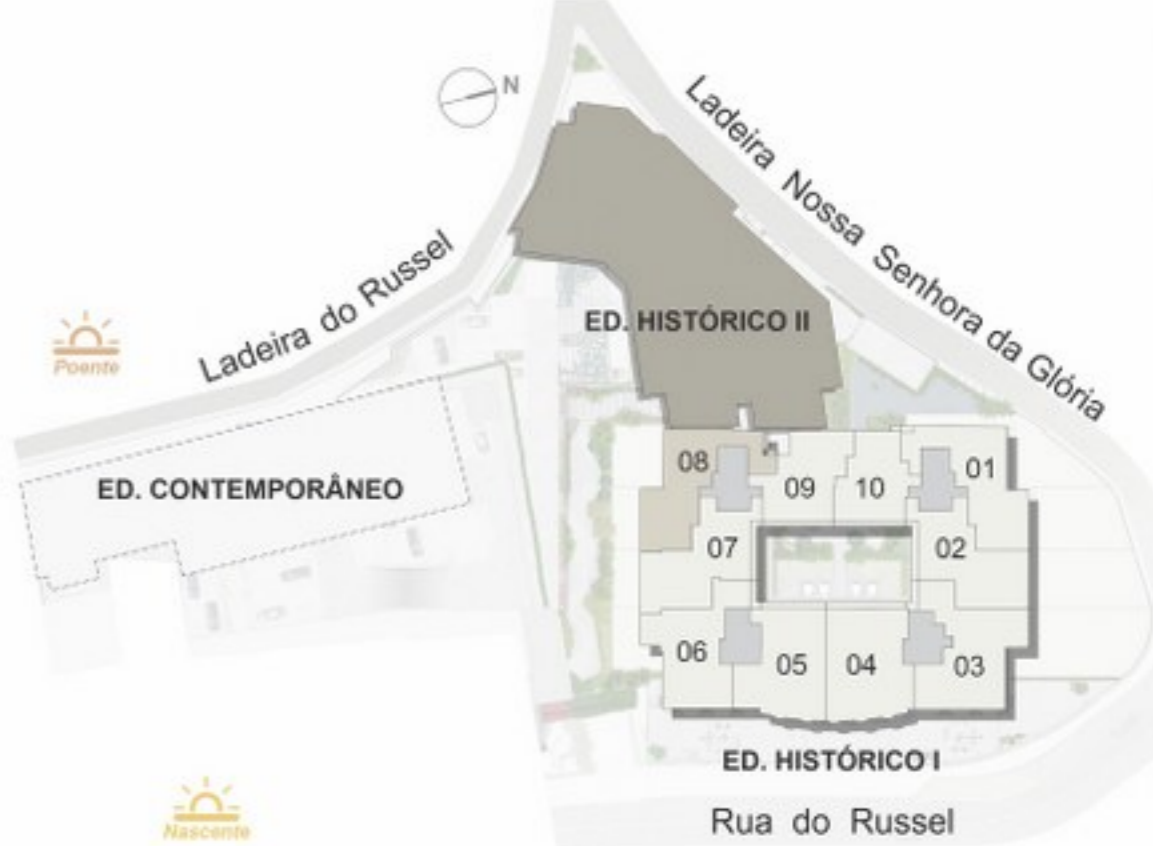 N
Ladeira Nossa Senhora da Glória
Ladeira do Russel
Poente
ED. HISTÓRICO II
ED. CONTEMPORÂNEO
08
09
10
01
07
02
06
05
04
03
ED. HISTÓRICO I
Nascente
Rua do Russel